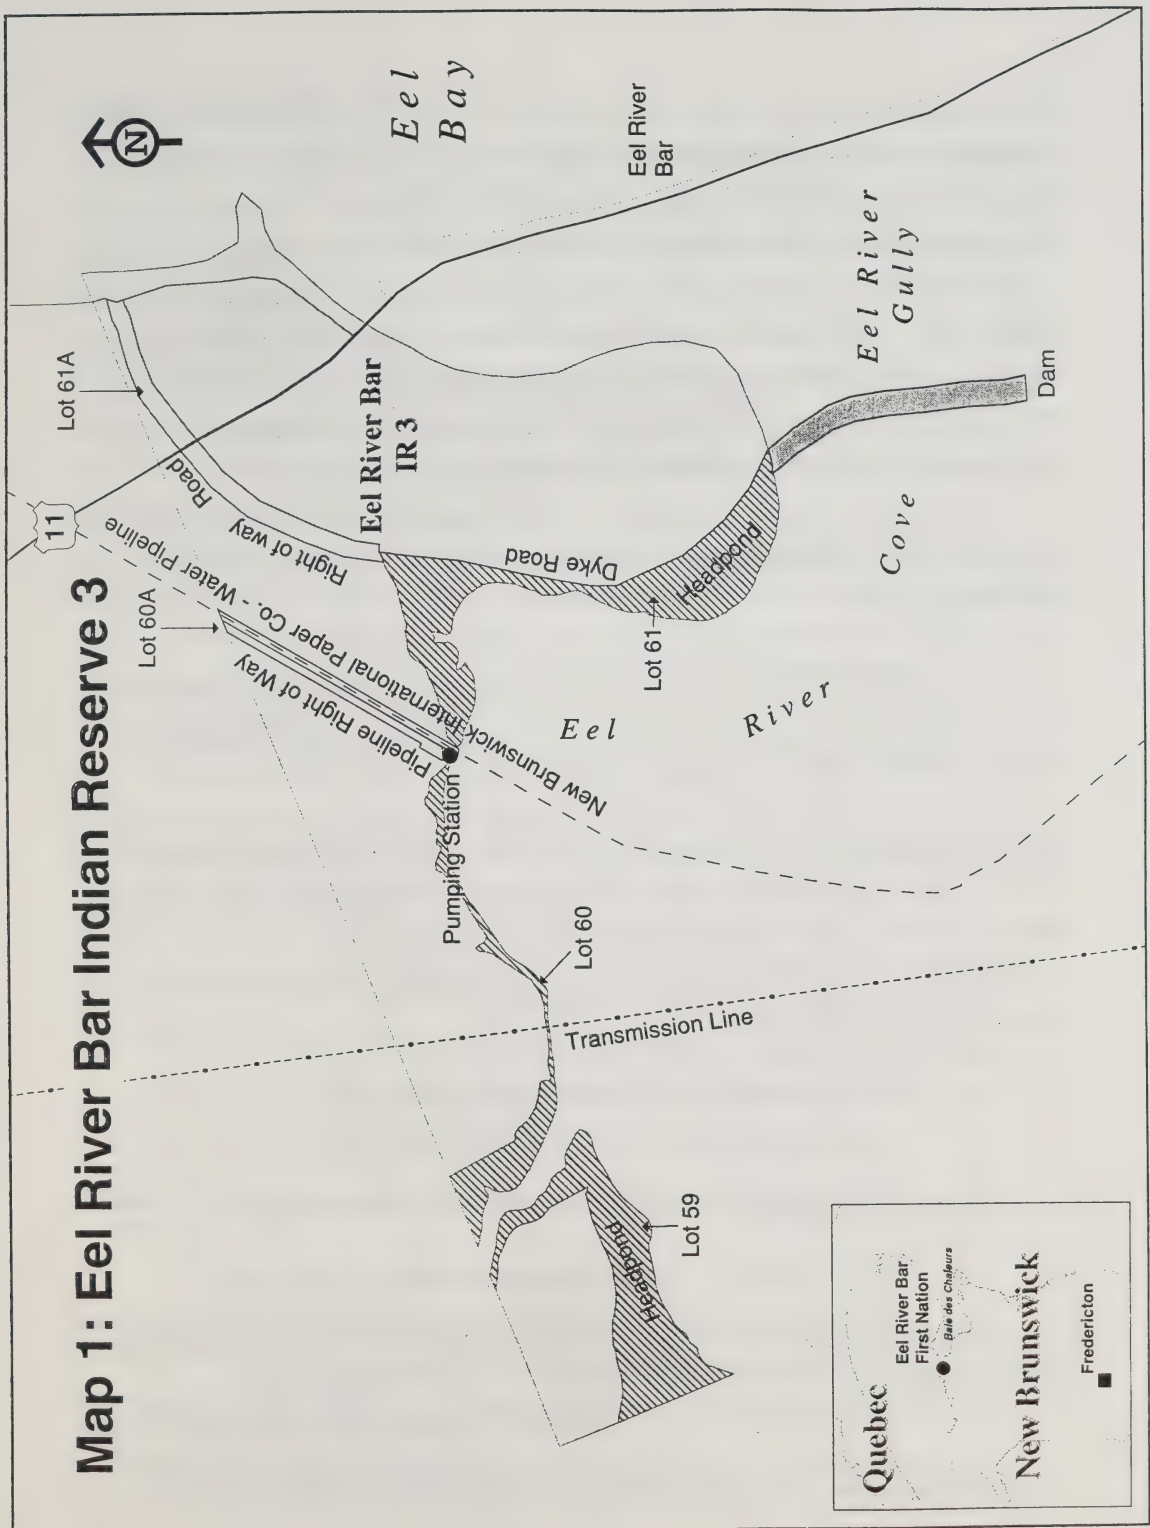 Map 1: Eel River Bar Indian Reserve 3
N
11
Lot 61A
Lot 60A
Eel
Bay
Road
Right of way
New Brunswick International Paper Co. - Water Pipeline
Pipeline Right of Way
Eel River Bar
IR 3
Eel River
Bar
Pumping Station
Dyke Road
Headpond
Lot 61
Eel River
Gully
Dam
Eel
River
Cove
Lot 60
Transmission Line
Headpond
Lot 59
Quebec
Eel River Bar
First Nation
Baie des Chaleurs
New Brunswick
Fredericton